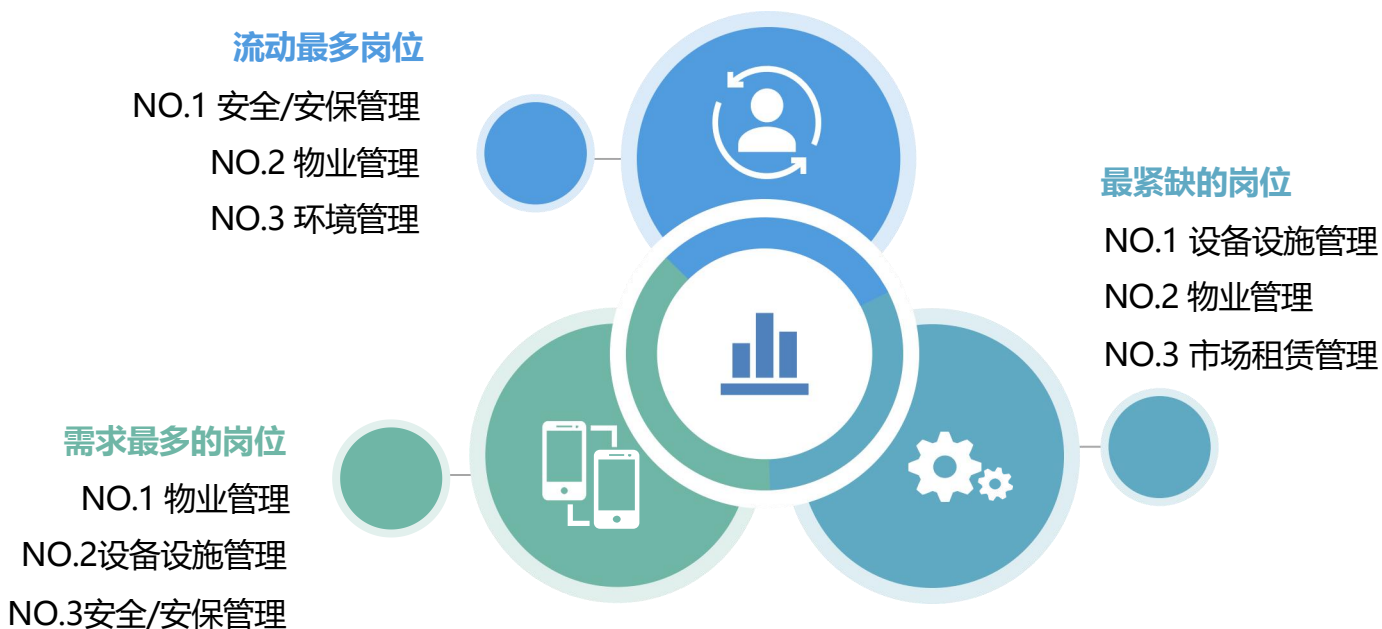 流动最多岗位
NO.1 安全/安保管理
NO.2 物业管理
NO.3 环境管理
最紧缺的岗位
NO.1 设备设施管理
NO.2 物业管理
NO.3 市场租赁管理
需求最多的岗位
NO.1 物业管理
NO.2设备设施管理
NO.3安全/安保管理